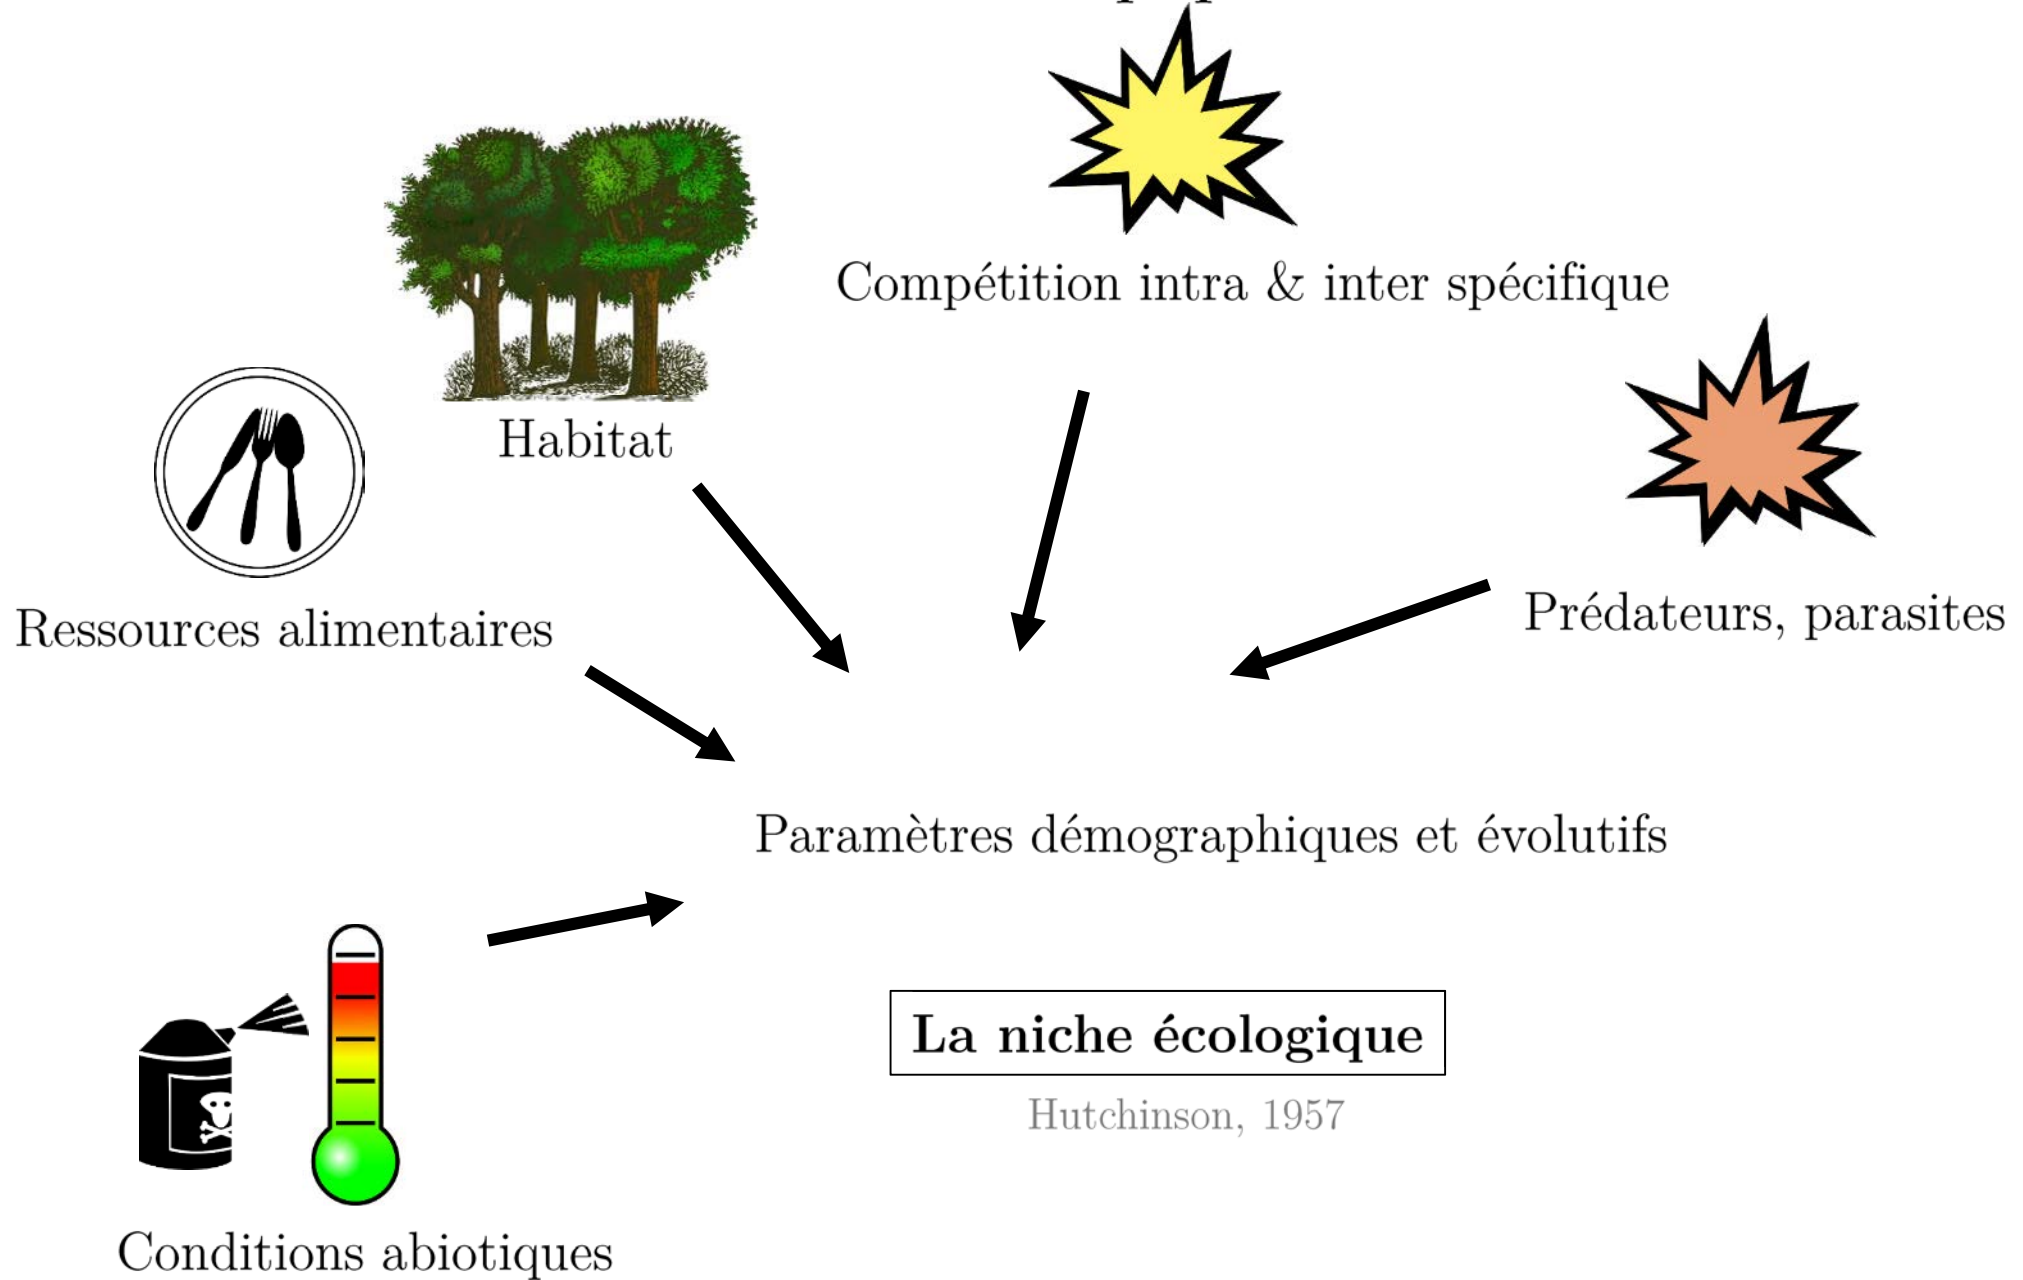 Compétition intra & inter spécifique
Habitat
Ressources alimentaires
Prédateurs, parasites
Paramètres démographiques et évolutifs
La niche écologique
Hutchinson, 1957
Conditions abiotiques